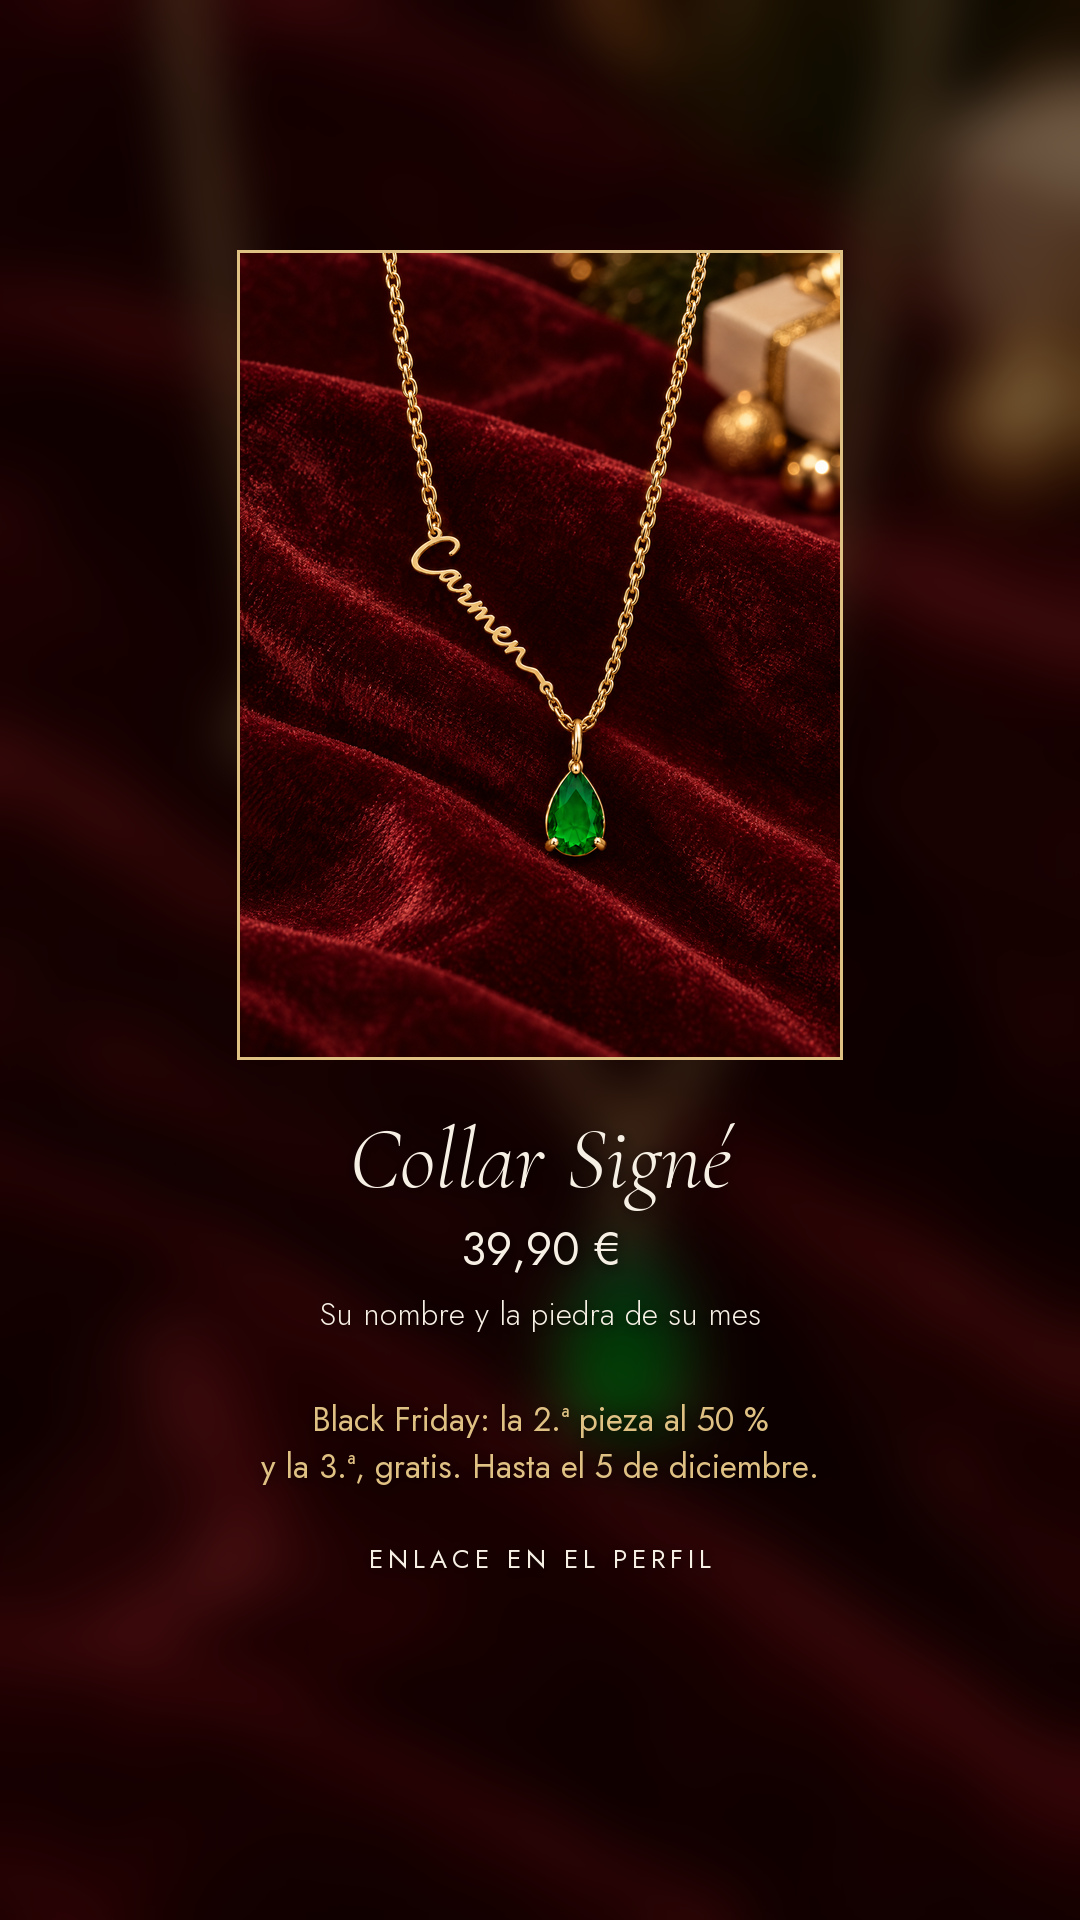 Carmen
Collar Signé
39,90 €
Su nombre y la piedra de su mes
Black Friday: la 2.ª pieza al 50 %
y la 3.ª, gratis. Hasta el 5 de diciembre.
ENLACE EN EL PERFIL